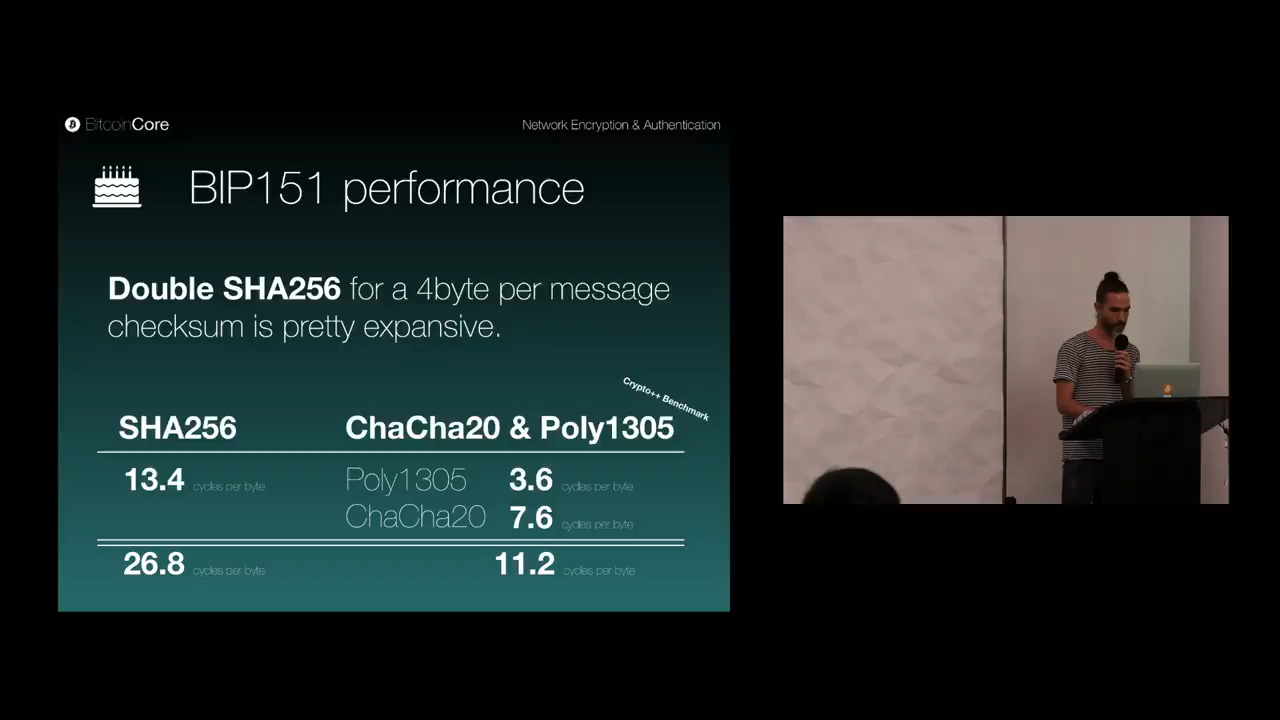 BitcoinCore
Network Encryption & Authentication
BIP151 performance
Double SHA256 for a 4byte per message
checksum is pretty expansive.
Crypto++ Benchmark
SHA256
ChaCha20 & Poly1305
13.4 cycles per byte
Poly1305 3.6 cycles per byte
ChaCha20 7.6 cycles per byte
26.8 cycles per byte
11.2 cycles per byte